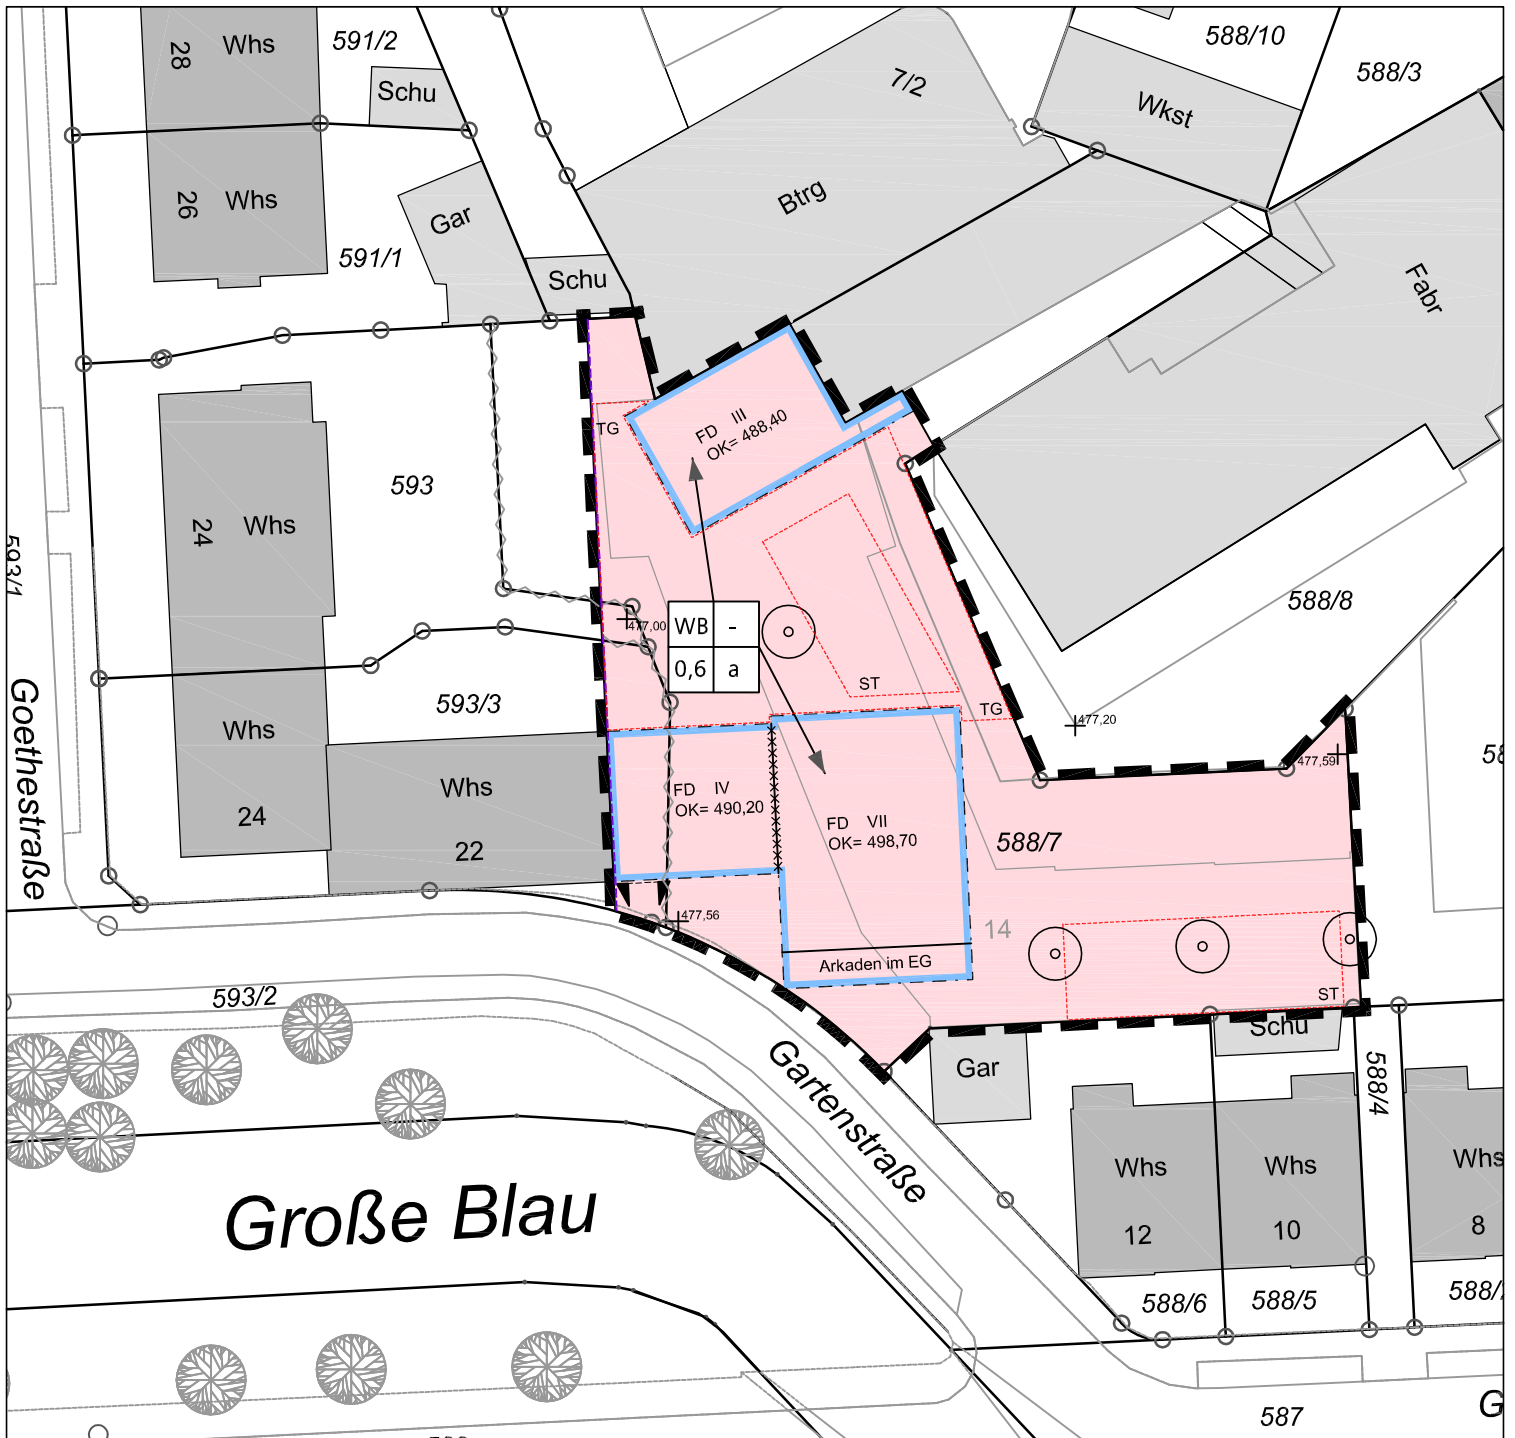 28
Whs
591/2
Schu
7/2
588/10
588/3
Wkst
26
Whs
Gar
591/1
Schu
Btrg
Fabr
FD III
OK= 488,40
TG
593
24
Whs
593/1
588/8
477,00
WB
-
0,6
a
ST
TG
477,20
593/3
Whs
Goethestraße
24
Whs
22
FD IV
OK= 490,20
FD VII
OK= 498,70
588/7
477,59
477,56
14
Arkaden im EG
ST
593/2
Schu
Gar
Gartenstraße
588/4
Große Blau
Whs
12
Whs
10
Whs
8
588/6
588/5
587